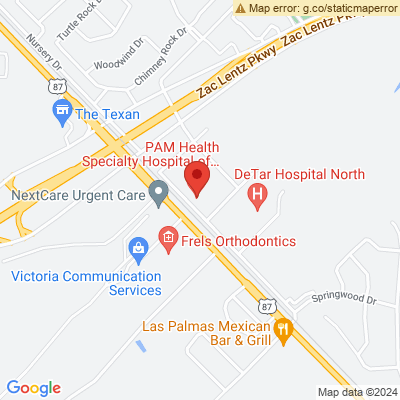 Map error: g.co/staticmaperror
Turtle Rock
Nursery Dr
Woodwind Dr
Chimney Rock Dr
Zac Lentz Pkwy
Zac Lentz Pkwy
87
The Texan
PAM Health
Specialty Hospital of...
DeTar Hospital North
H
NextCare Urgent Care
Frels Orthodontics
Victoria Communication
Services
87
Springwood Dr
Las Palmas Mexican
Bar & Grill
Google
Map data ©2024